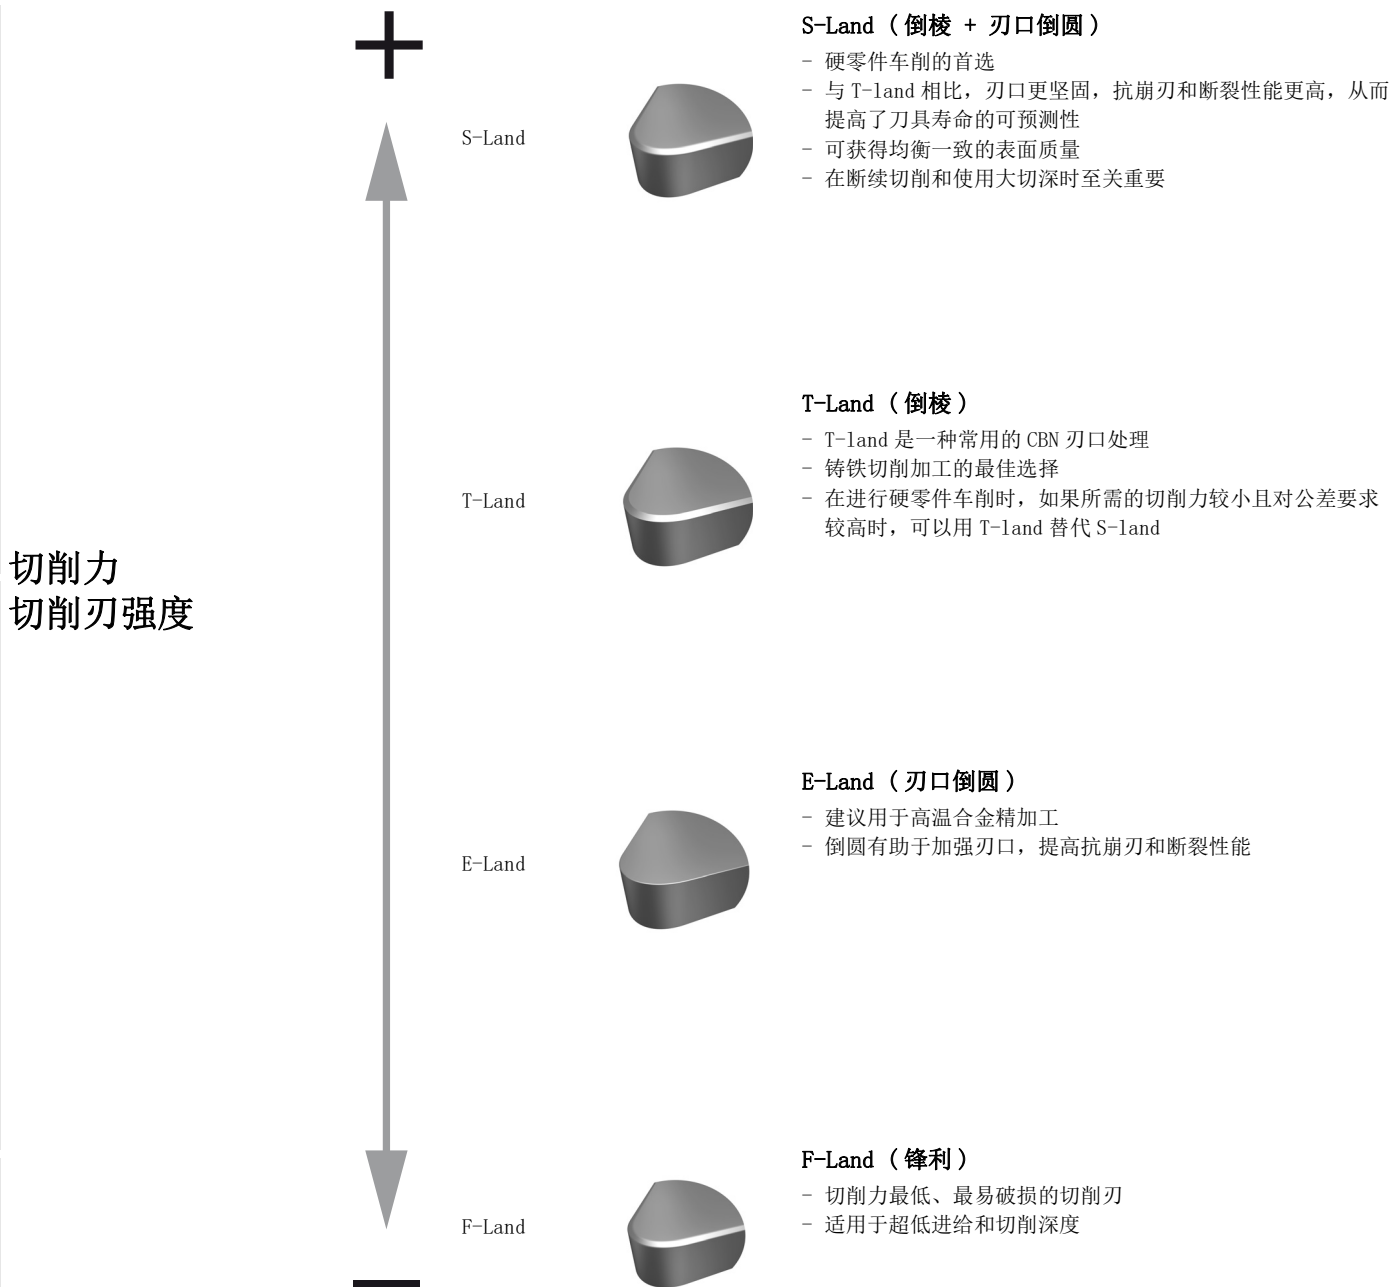 S-Land（倒棱 + 刃口倒圆）
- 硬零件车削的首选
- 与 T-land 相比，刃口更坚固，抗崩刃和断裂性能更高，从而
提高了刀具寿命的可预测性
- 可获得均衡一致的表面质量
- 在断续切削和使用大切深时至关重要
S-Land
T-Land（倒棱）
- T-land 是一种常用的 CBN 刃口处理
- 铸铁切削加工的最佳选择
- 在进行硬零件车削时，如果所需的切削力较小且对公差要求
较高时，可以用 T-land 替代 S-land
T-Land
切削力
切削刃强度
E-Land（刃口倒圆）
- 建议用于高温合金精加工
- 倒圆有助于加强刃口，提高抗崩刃和断裂性能
E-Land
F-Land（锋利）
- 切削力最低、最易破损的切削刃
- 适用于超低进给和切削深度
F-Land